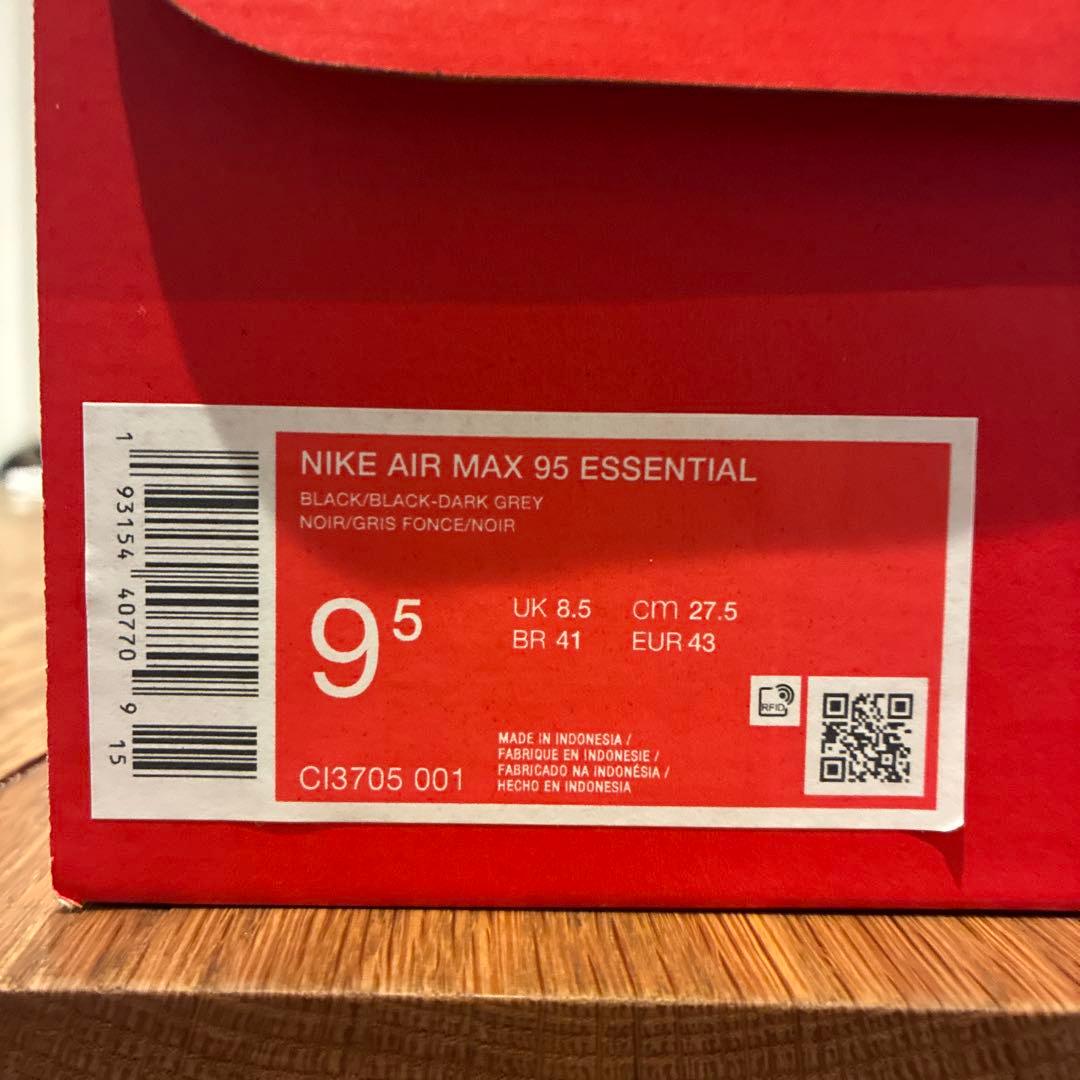 NIKE AIR MAX 95 ESSENTIAL
BLACK/BLACK-DARK GREY
NOIR/GRIS FONCE/NOIR
9 5
UK 8.5 cm 27.5
BR 41 EUR 43
RFID
MADE IN INDONESIA /
FABRIQUE EN INDONESIE /
FABRICADO NA INDONÉSIA /
HECHO EN INDONESIA
CI3705 001
1 93154 40770 9 15